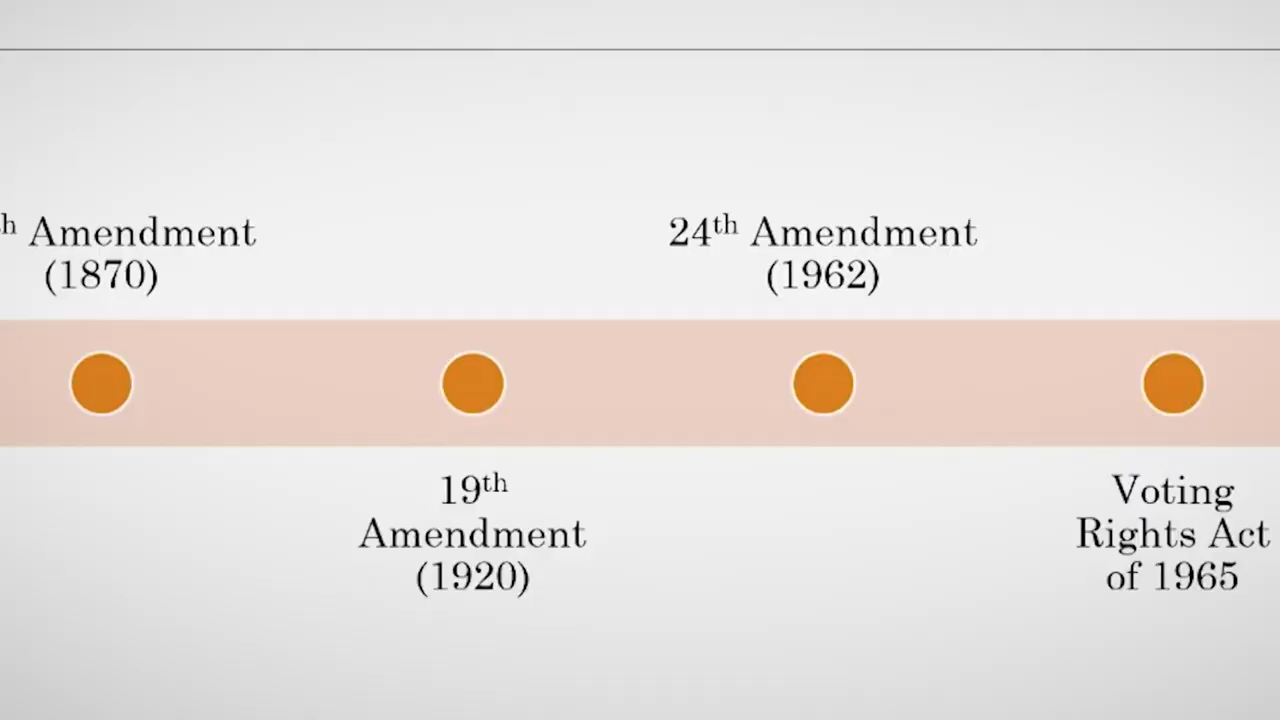 h Amendment
(1870)
24th Amendment
(1962)
19th
Amendment
(1920)
Voting
Rights Act
of 1965